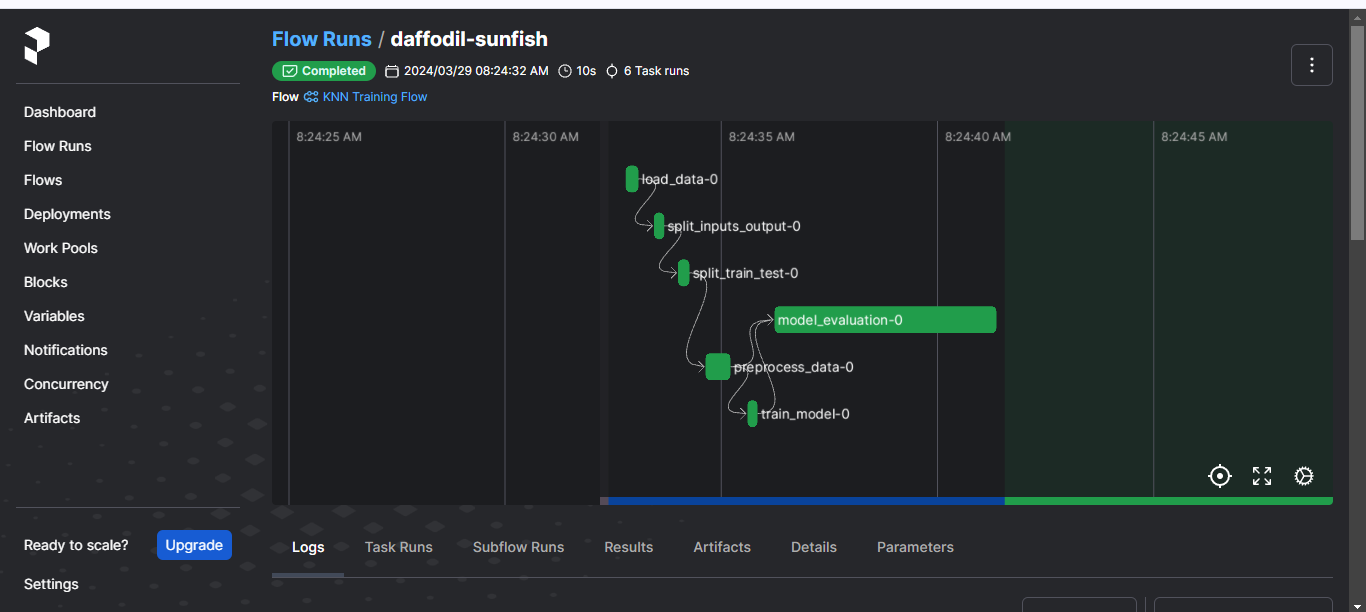 Flow Runs / daffodil-sunfish
Completed 2024/03/29 08:24:32 AM 10s 6 Task runs
Flow KNN Training Flow
Dashboard
Flow Runs
Flows
Deployments
Work Pools
Blocks
Variables
Notifications
Concurrency
Artifacts
Ready to scale? Upgrade
Settings
8:24:25 AM 8:24:30 AM 8:24:35 AM 8:24:40 AM 8:24:45 AM
load_data-0
split_inputs_output-0
split_train_test-0
model_evaluation-0
preprocess_data-0
train_model-0
Logs Task Runs Subflow Runs Results Artifacts Details Parameters